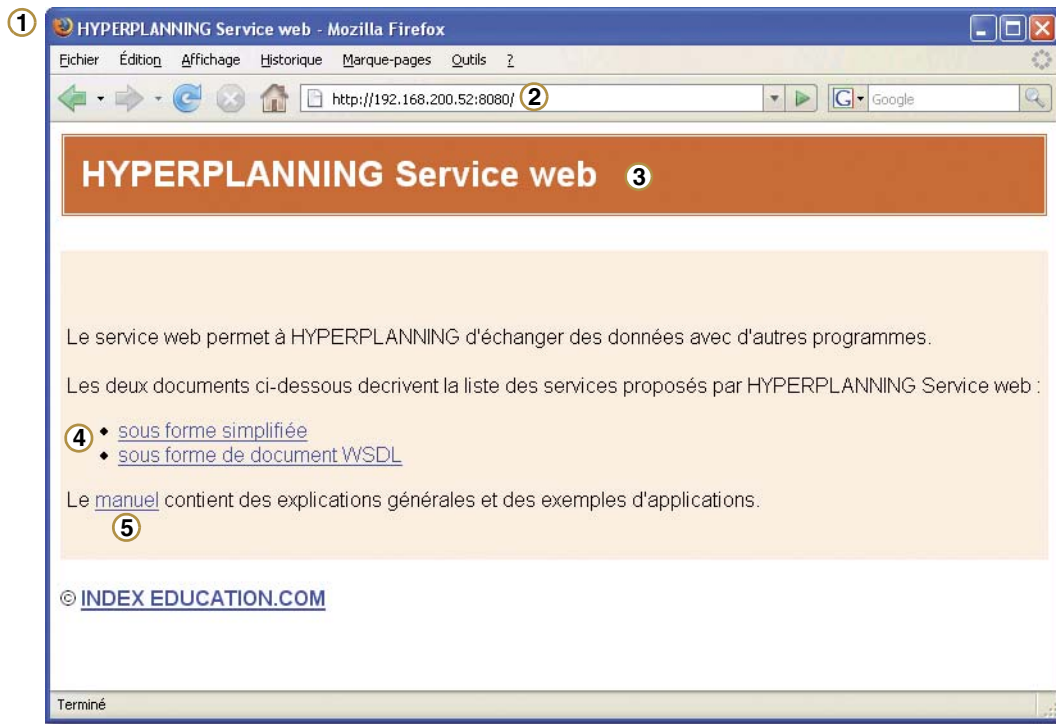 ① HYPERPLANNING Service web - Mozilla Firefox
Fichier Édition Affichage Historique Marque-pages Outils ?
http://192.168.200.52:8080/ ② G Google
HYPERPLANNING Service web ③
Le service web permet à HYPERPLANNING d'échanger des données avec d'autres programmes.
Les deux documents ci-dessous decrivent la liste des services proposés par HYPERPLANNING Service web :
④ • sous forme simplifiée
• sous forme de document WSDL
Le manuel contient des explications générales et des exemples d'applications.
⑤
© INDEX EDUCATION.COM
Terminé